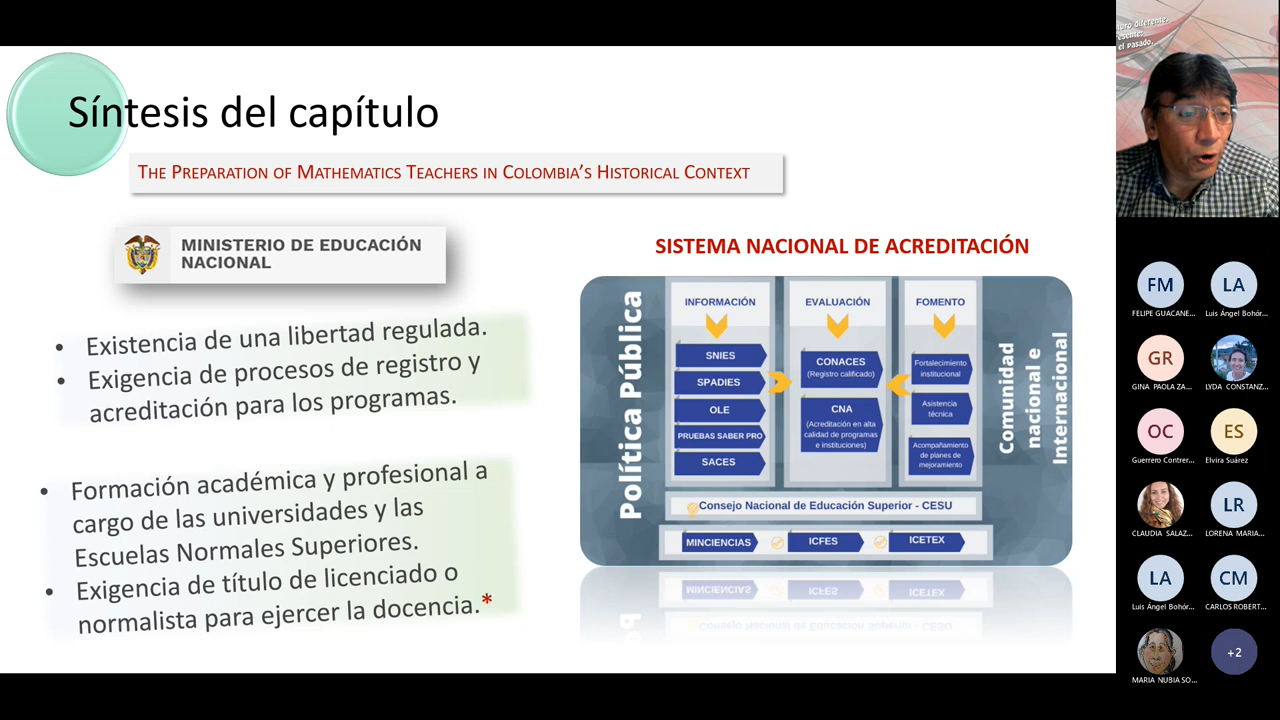 Síntesis del capítulo
THE PREPARATION OF MATHEMATICS TEACHERS IN COLOMBIA'S HISTORICAL CONTEXT
MINISTERIO DE EDUCACIÓN
NACIONAL
• Existencia de una libertad regulada.
• Exigencia de procesos de registro y
acreditación para los programas.
• Formación académica y profesional a
cargo de las universidades y las
Escuelas Normales Superiores.
• Exigencia de título de licenciado o
normalista para ejercer la docencia.*
SISTEMA NACIONAL DE ACREDITACIÓN
Política Pública
INFORMACIÓN
SNIES
SPADIES
OLE
PRUEBAS SABER PRO
SACES
EVALUACIÓN
CONACES
(Registro calificado)
CNA
(Acreditación en alta
calidad de programas
e instituciones)
FOMENTO
Fortalecimiento
institucional
Asistencia
técnica
Acompañamiento
de planes de
mejoramiento
Comunidad
nacional e
Internacional
Consejo Nacional de Educación Superior - CESU
MINCIENCIAS
ICFES
ICETEX
diferente.
el Pasado.
FM
FELIPE GUACANE...
LA
Luis Ángel Bohór...
GR
GINA PAOLA ZA...
LYDA CONSTANZ...
OC
Guerrero Contrer...
ES
Elvira Suárez
CLAUDIA SALAZ...
LR
LORENA MARIA...
LA
Luis Ángel Bohór...
CM
CARLOS ROBERT...
MARIA NUBIA SO...
+2